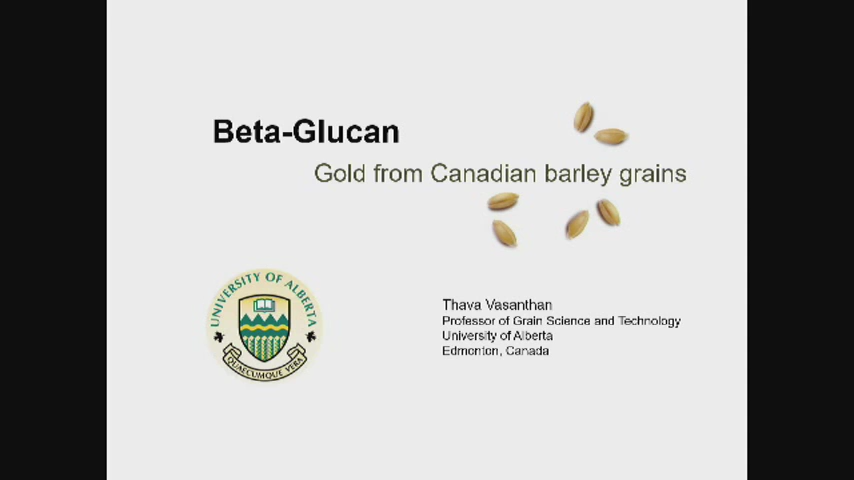 Beta-Glucan
Gold from Canadian barley grains
UNIVERSITY OF ALBERTA
QUAECUMQUE VERA
Thava Vasanthan
Professor of Grain Science and Technology
University of Alberta
Edmonton, Canada